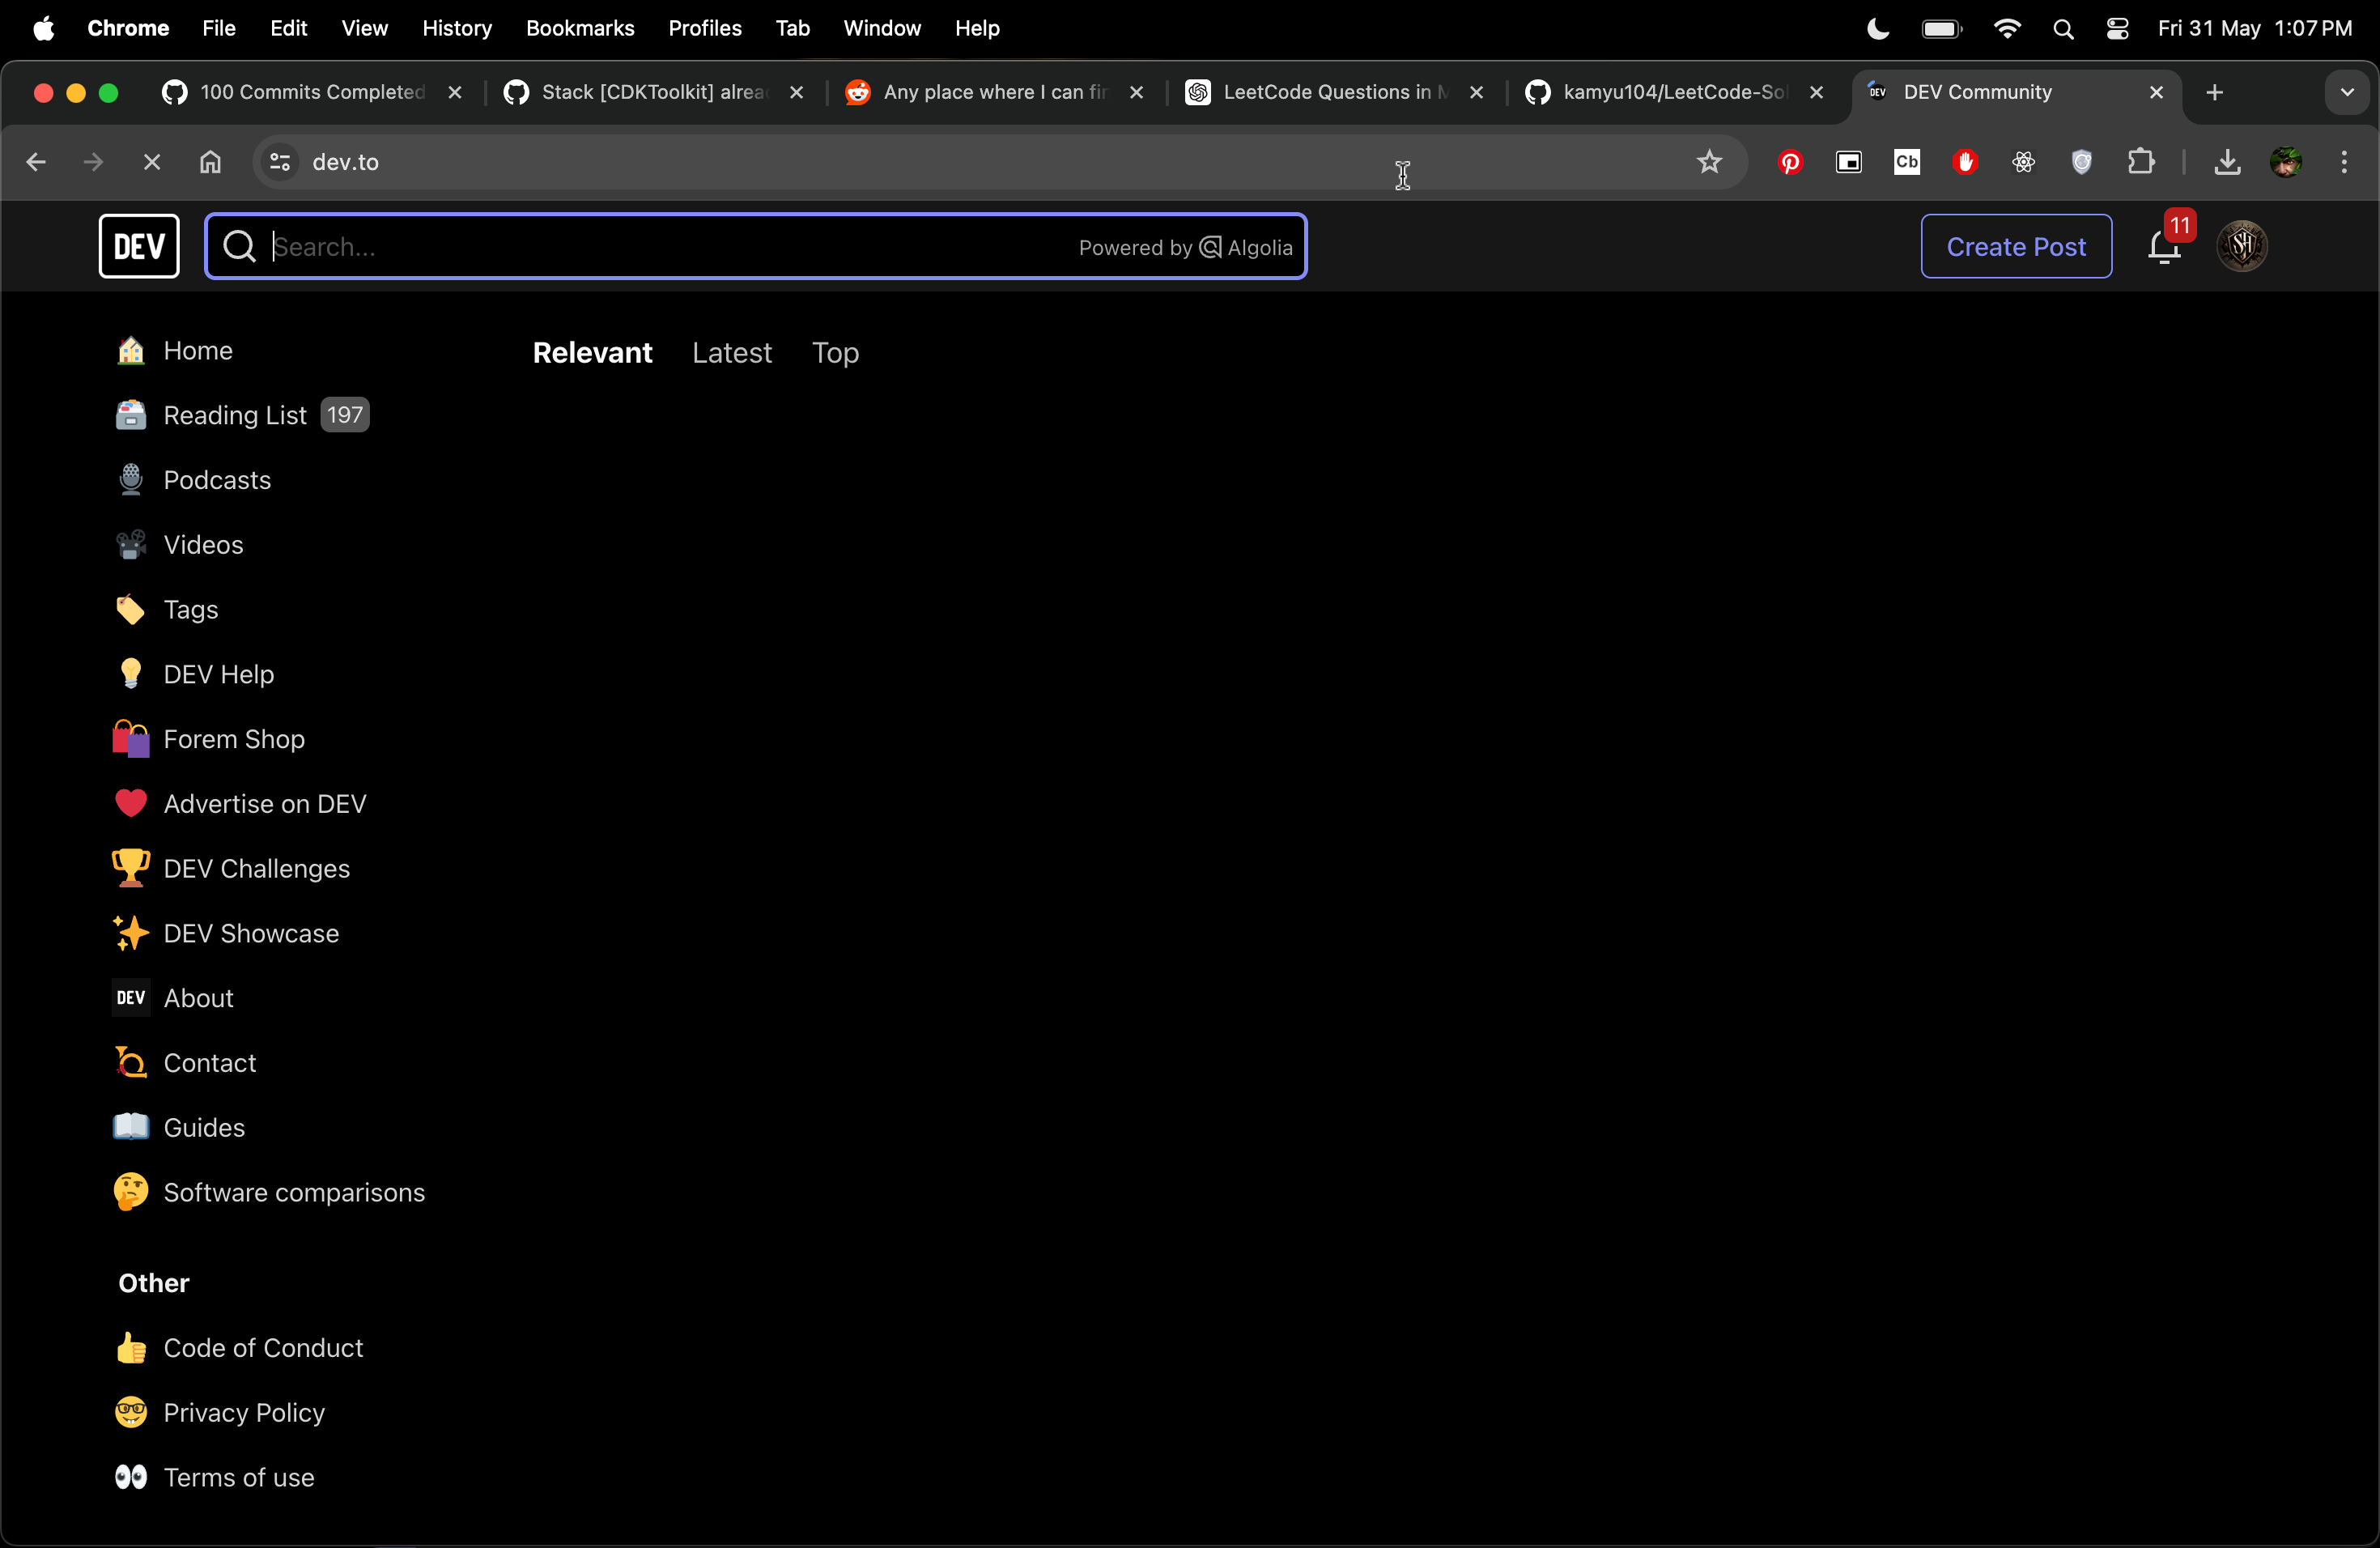 Chrome File Edit View History Bookmarks Profiles Tab Window Help Fri 31 May 1:07 PM
100 Commits Completed Stack [CDKToolkit] alrea Any place where I can fir LeetCode Questions in kamyu104/LeetCode-Sol DEV Community
dev.to
Cb
DEV Search... Powered by Algolia Create Post 11
Home
Relevant Latest Top
Reading List 197
Podcasts
Videos
Tags
DEV Help
Forem Shop
Advertise on DEV
DEV Challenges
DEV Showcase
DEV About
Contact
Guides
Software comparisons
Other
Code of Conduct
Privacy Policy
Terms of use